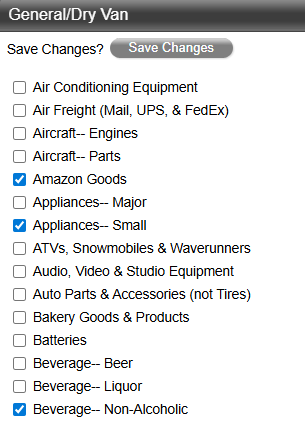 General/Dry Van
Save Changes? Save Changes
Air Conditioning Equipment
Air Freight (Mail, UPS, & FedEx)
Aircraft-- Engines
Aircraft-- Parts
Amazon Goods
Appliances-- Major
Appliances-- Small
ATVs, Snowmobiles & Waverunners
Audio, Video & Studio Equipment
Auto Parts & Accessories (not Tires)
Bakery Goods & Products
Batteries
Beverage-- Beer
Beverage-- Liquor
Beverage-- Non-Alcoholic